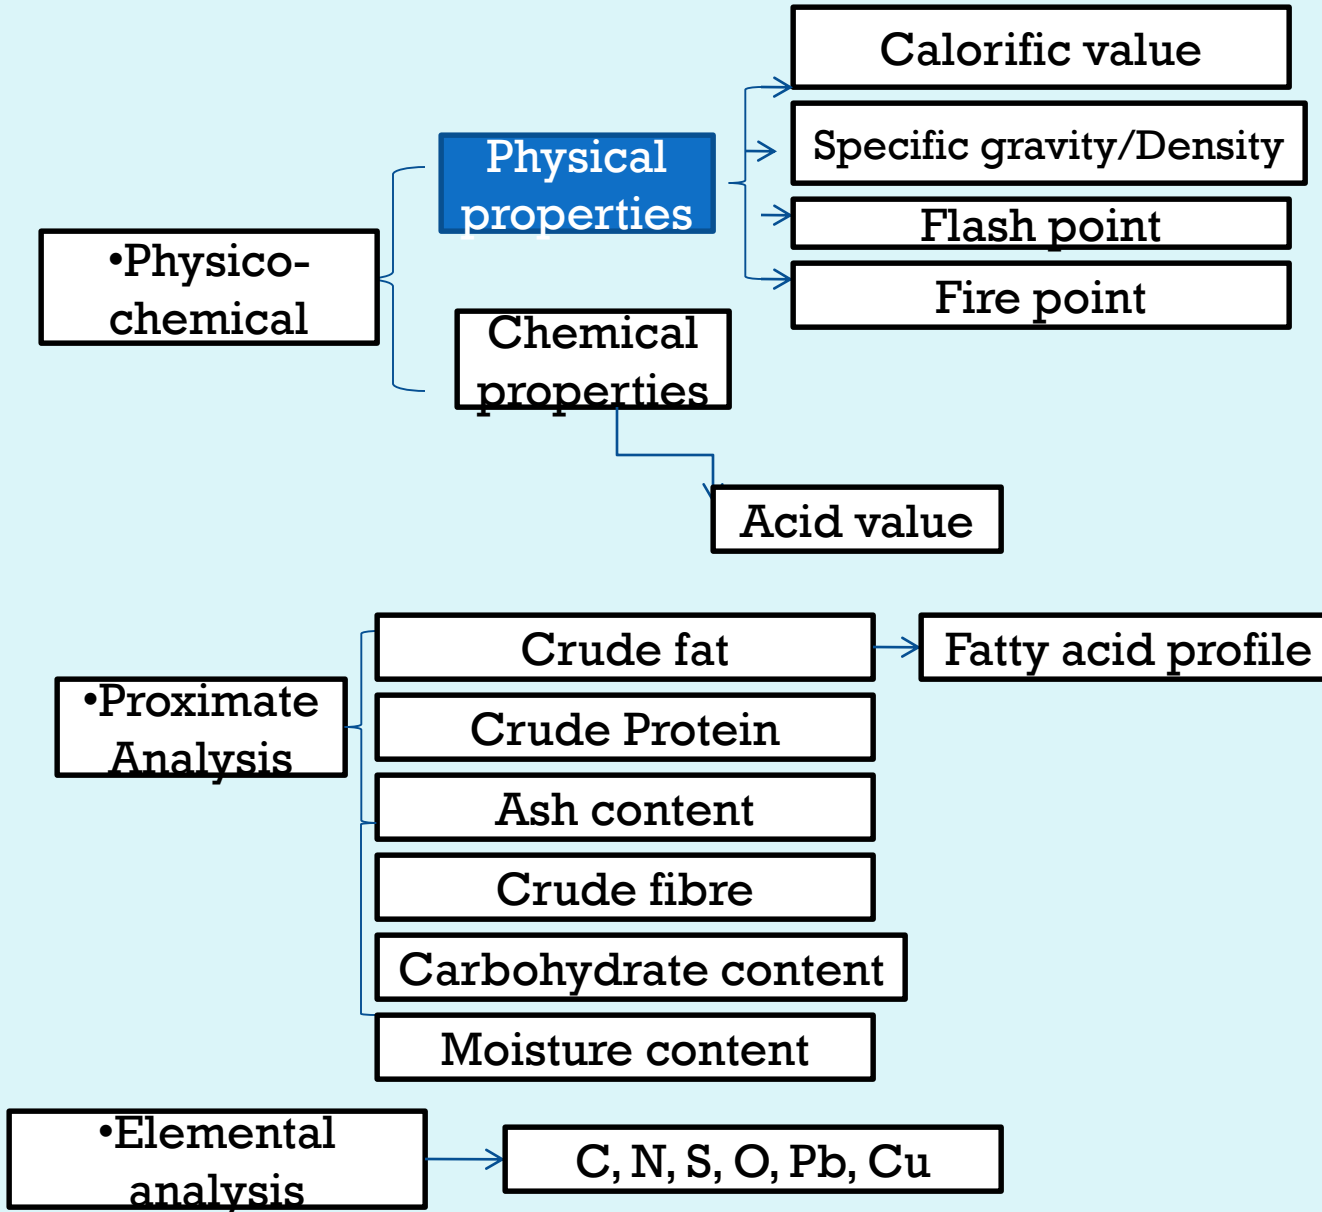 Calorific value
Physical
properties
Specific gravity/Density
Flash point
•Physico-
chemical
Fire point
Chemical
properties
Acid value
Crude fat
Fatty acid profile
•Proximate
Analysis
Crude Protein
Ash content
Crude fibre
Carbohydrate content
Moisture content
•Elemental
analysis
C, N, S, O, Pb, Cu